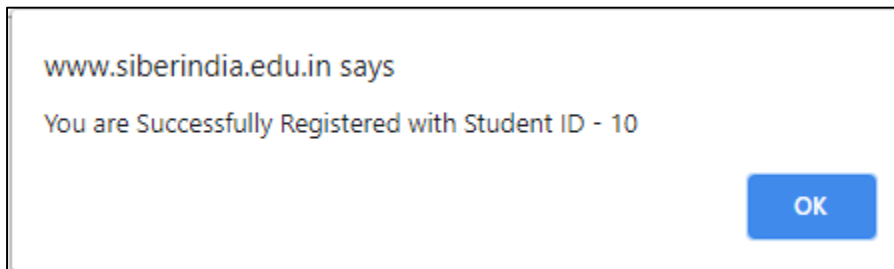 www.siberindia.edu.in says
You are Successfully Registered with Student ID - 10
OK